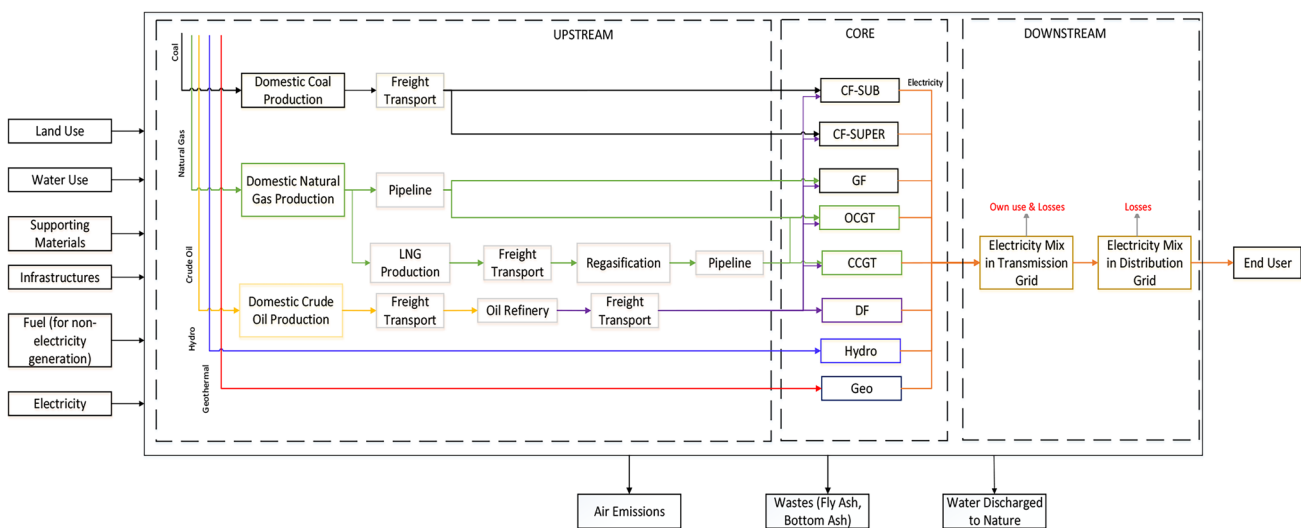 UPSTREAM
CORE
DOWNSTREAM
Coal
Natural Gas
Crude Oil
Hydro
Geothermal
Land Use
Water Use
Supporting
Materials
Infrastructures
Fuel (for non-
electricity
generation)
Electricity
Domestic Coal
Production
Freight
Transport
Domestic Natural
Gas Production
Pipeline
LNG
Production
Freight
Transport
Regasification
Pipeline
Domestic Crude
Oil Production
Freight
Transport
Oil Refinery
Freight
Transport
Electricity
CF-SUB
CF-SUPER
GF
OCGT
CCGT
DF
Hydro
Geo
Own use & Losses
Losses
Electricity Mix
in Transmission
Grid
Electricity Mix
in Distribution
Grid
End User
Air Emissions
Wastes (Fly Ash,
Bottom Ash)
Water Discharged
to Nature